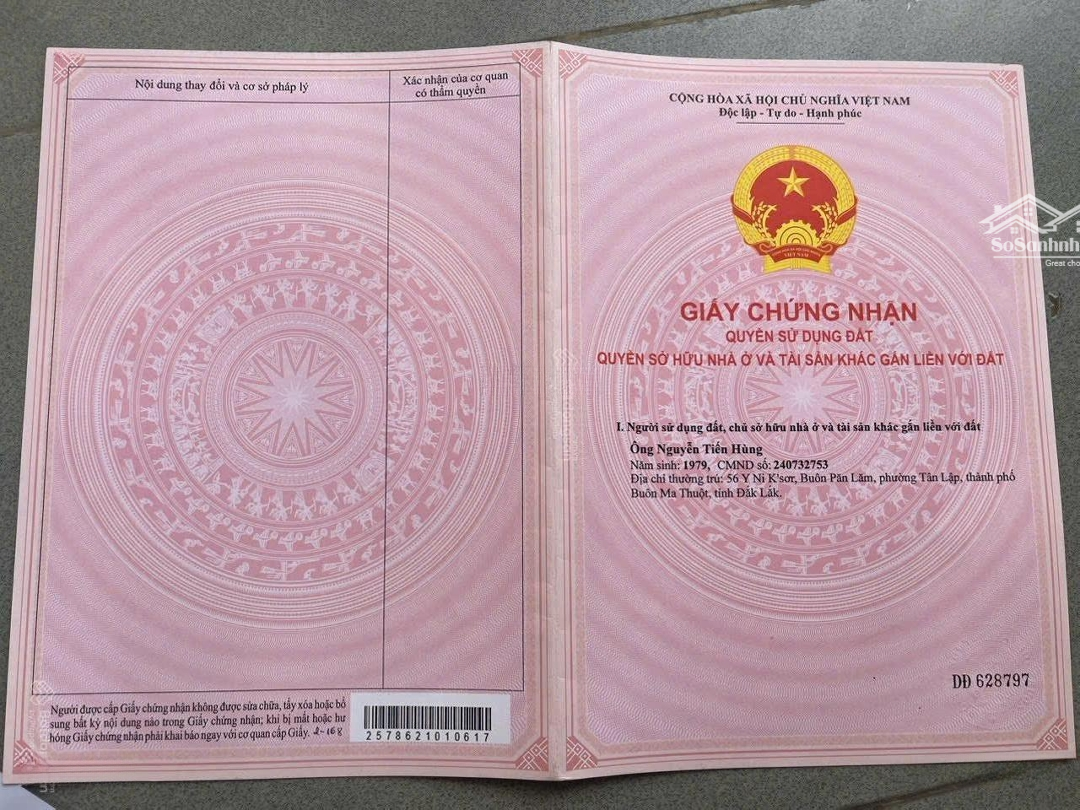 Nội dung thay đổi và cơ sở pháp lý
Xác nhận của cơ quan
có thẩm quyền
Người được cấp Giấy chứng nhận không được sửa chữa, tẩy xóa hoặc bổ
sung bất kỳ nội dung nào trong Giấy chứng nhận; khi bị mất hoặc hư
hỏng Giấy chứng nhận phải khai báo ngay với cơ quan cấp Giấy.
2578621010617
CỘNG HÒA XÃ HỘI CHỦ NGHĨA VIỆT NAM
Độc lập - Tự do - Hạnh phúc
VIỆT NAM
GIẤY CHỨNG NHẬN
QUYỀN SỬ DỤNG ĐẤT
QUYỀN SỞ HỮU NHÀ Ở VÀ TÀI SẢN KHÁC GẮN LIỀN VỚI ĐẤT
I. Người sử dụng đất, chủ sở hữu nhà ở và tài sản khác gắn liền với đất
Ông Nguyễn Tiến Hùng
Năm sinh: 1979, CMND số: 240732753
Địa chỉ thường trú: 56 Y Ni K'sơr, Buôn Păn Lăm, phường Tân Lập, thành phố
Buôn Ma Thuột, tỉnh Đắk Lắk.
DĐ 628797
SoSanhnh
Great cho